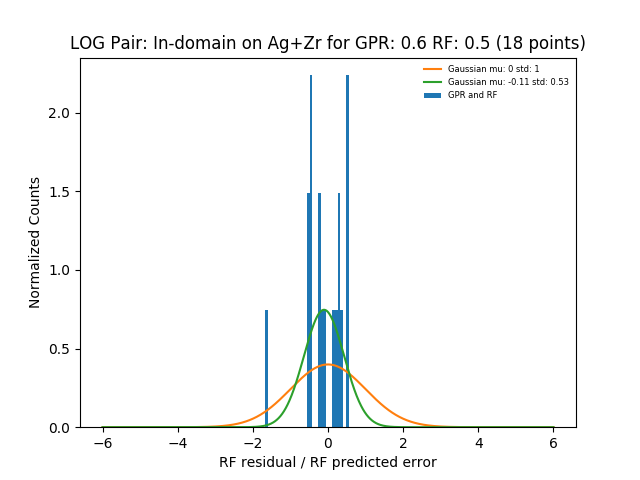 LOG Pair: In-domain on Ag+Zr for GPR: 0.6 RF: 0.5 (18 points)
Gaussian mu: 0 std: 1
Gaussian mu: -0.11 std: 0.53
GPR and RF
Normalized Counts
2.0
1.5
1.0
0.5
0.0
−6 −4 −2 0 2 4 6
RF residual / RF predicted error